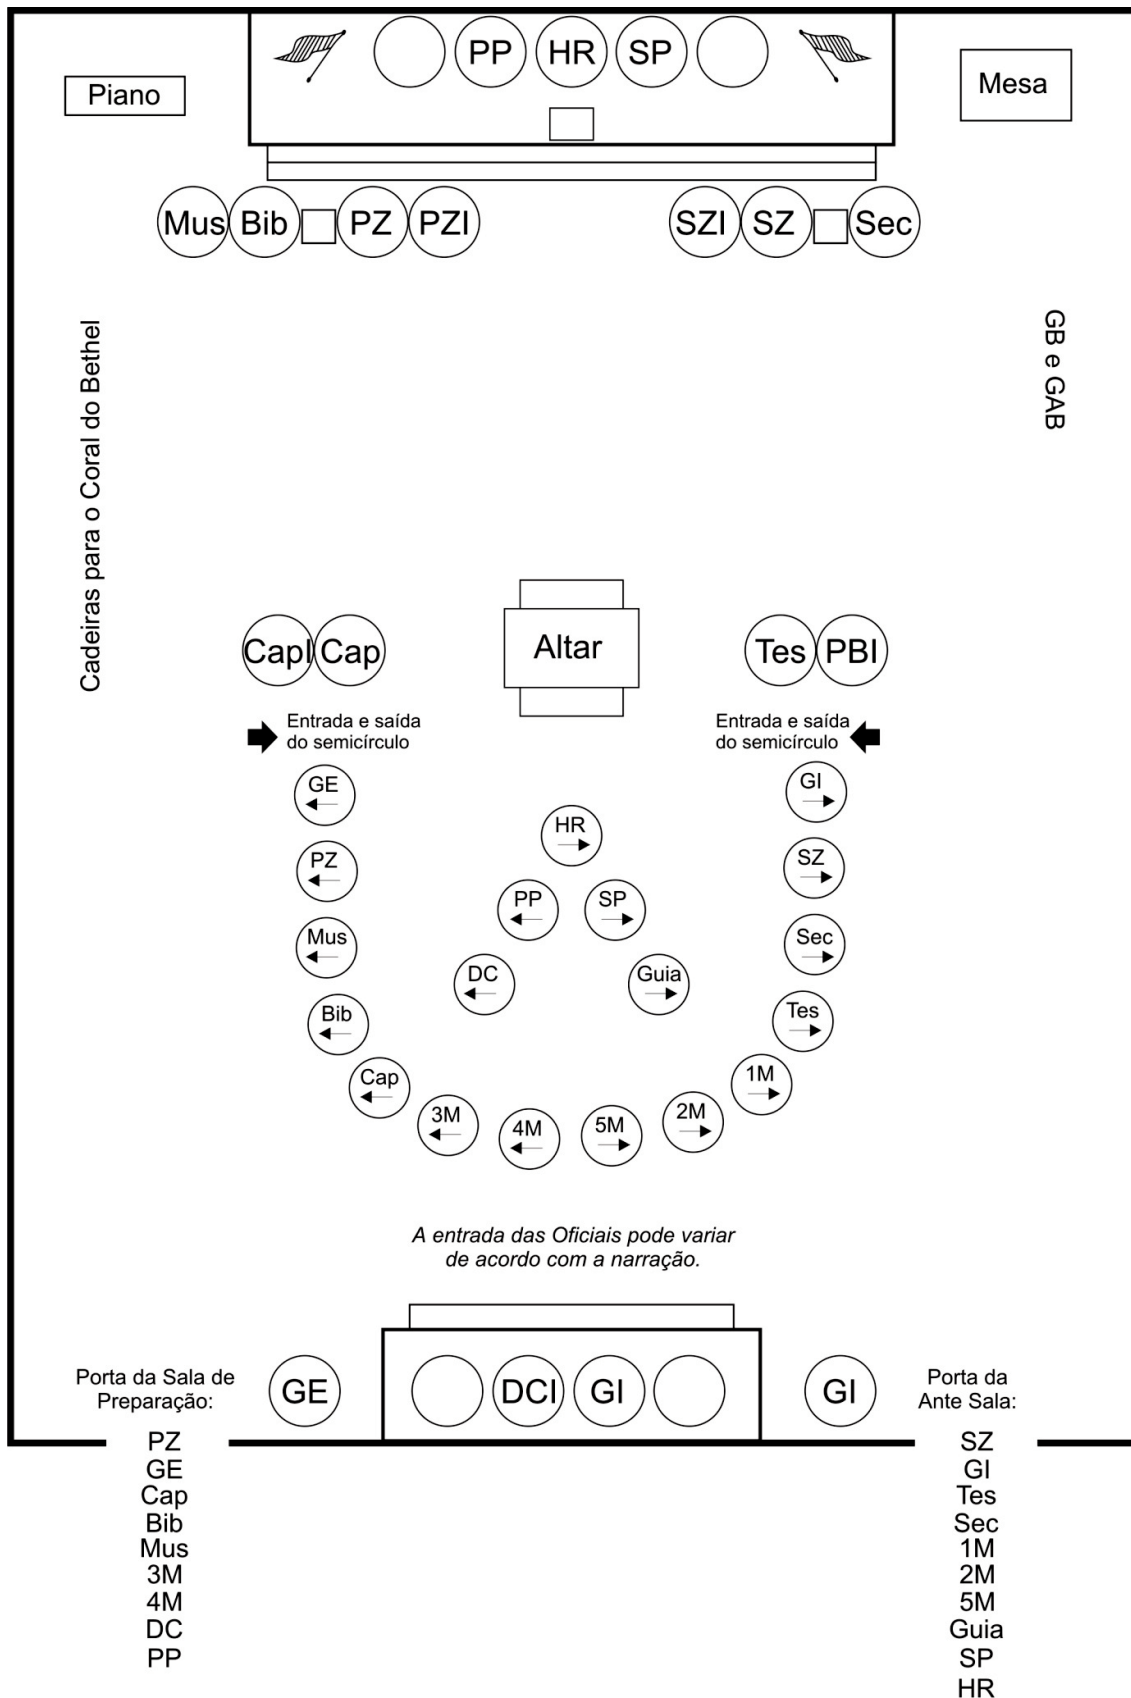 PP
HR
SP
Piano
Mesa
Mus
Bib
PZ
PZI
SZI
SZ
Sec
Cadeiras para o Coral do Bethel
GB e GAB
CapI
Cap
Altar
Tes
PBI
Entrada e saída
do semicírculo
Entrada e saída
do semicírculo
GE
GI
HR
PZ
SZ
PP
SP
Mus
Sec
DC
Guia
Bib
Tes
Cap
1M
3M
4M
5M
2M
A entrada das Oficiais pode variar
de acordo com a narração.
Porta da Sala de
Preparação:
GE
DCI
GI
GI
Porta da
Ante Sala:
PZ
GE
Cap
Bib
Mus
3M
4M
DC
PP
SZ
GI
Tes
Sec
1M
2M
5M
Guia
SP
HR